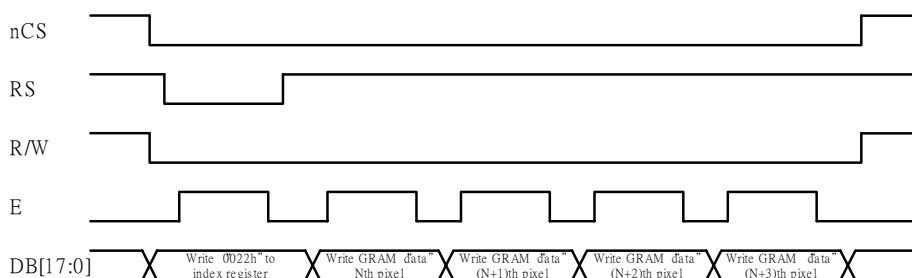 nCS
RS
R/W
E
DB[17:0]
Write "0022h" to
index register
Write GRAM "data"
Nth pixel
Write GRAM "data"
(N+1)th pixel
Write GRAM "data"
(N+2)th pixel
Write GRAM "data"
(N+3)th pixel